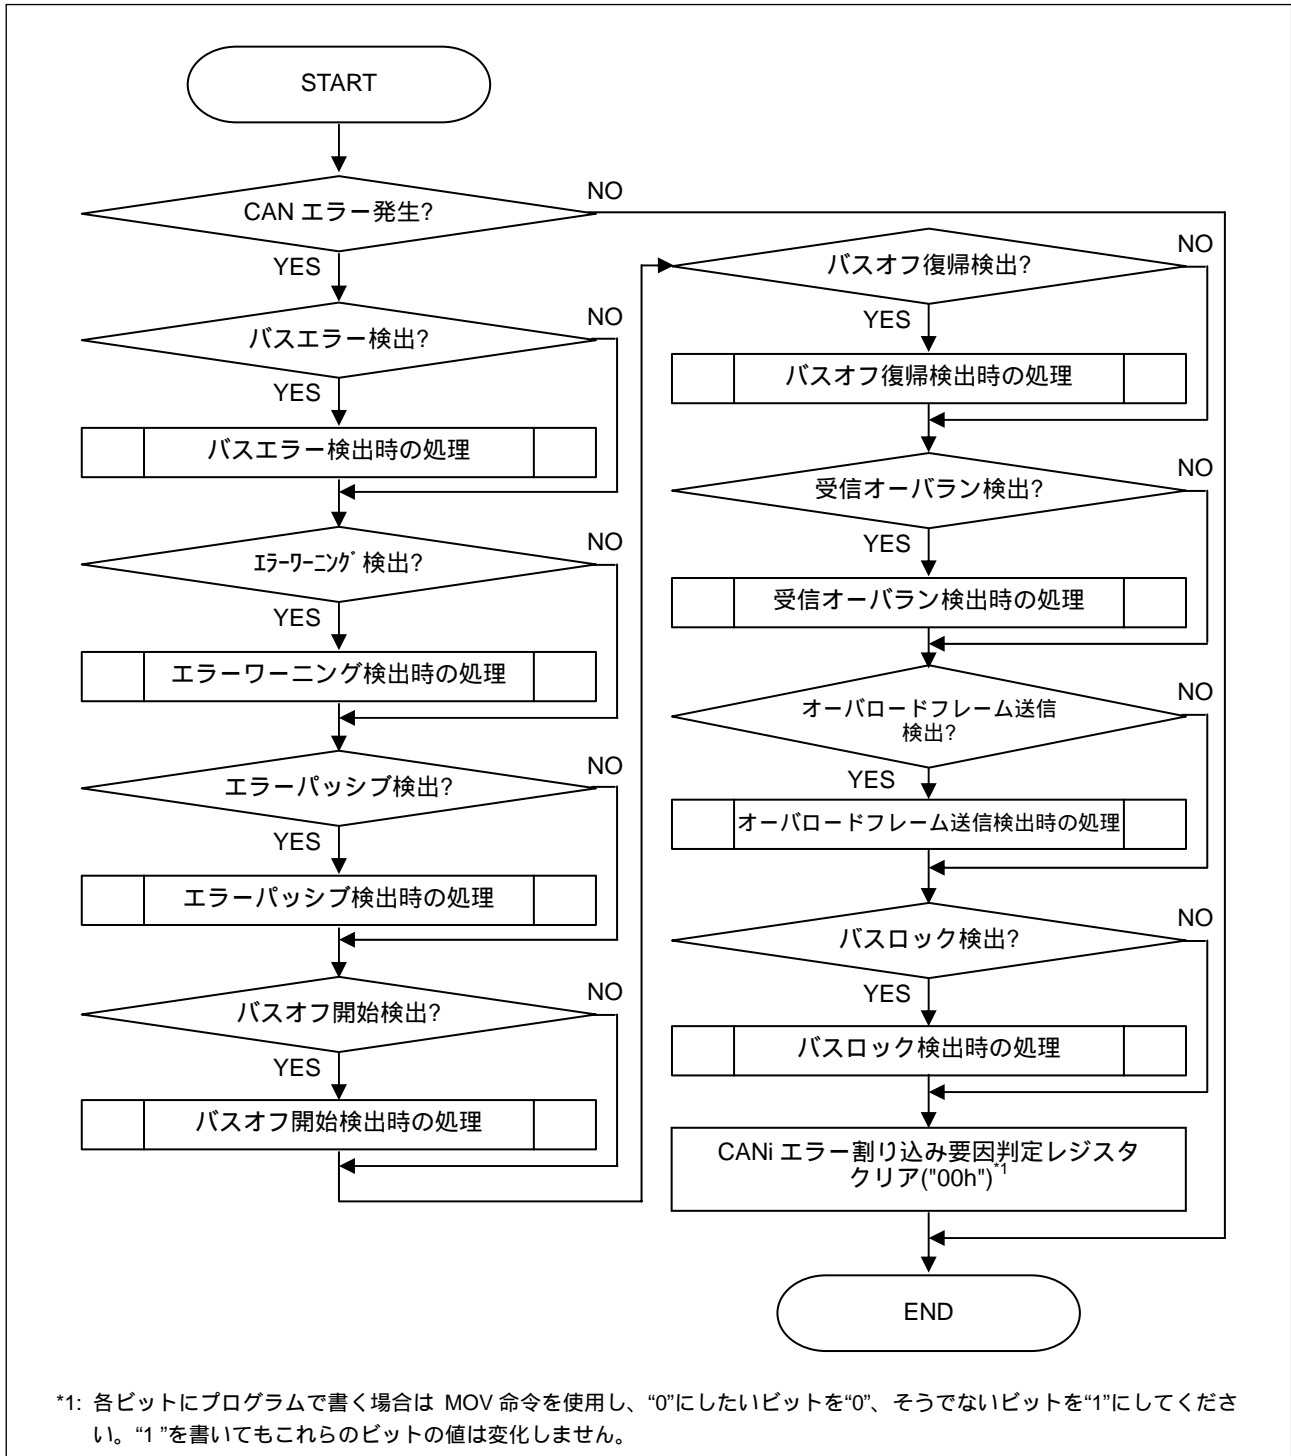 START
CAN エラー発生?
NO
YES
バスエラー検出?
NO
YES
バスエラー検出時の処理
ｴﾗｰﾜｰﾆﾝｸﾞ検出?
NO
YES
エラーワーニング検出時の処理
エラーパッシブ検出?
NO
YES
エラーパッシブ検出時の処理
バスオフ開始検出?
NO
YES
バスオフ開始検出時の処理
バスオフ復帰検出?
NO
YES
バスオフ復帰検出時の処理
受信オーバラン検出?
NO
YES
受信オーバラン検出時の処理
オーバロードフレーム送信
検出?
NO
YES
オーバロードフレーム送信検出時の処理
バスロック検出?
NO
YES
バスロック検出時の処理
CANi エラー割り込み要因判定レジスタ
クリア("00h")*1
END
*1: 各ビットにプログラムで書く場合は MOV 命令を使用し、“0”にしたいビットを“0”、そうでないビットを“1”にしてくださ
い。“1 ”を書いてもこれらのビットの値は変化しません。